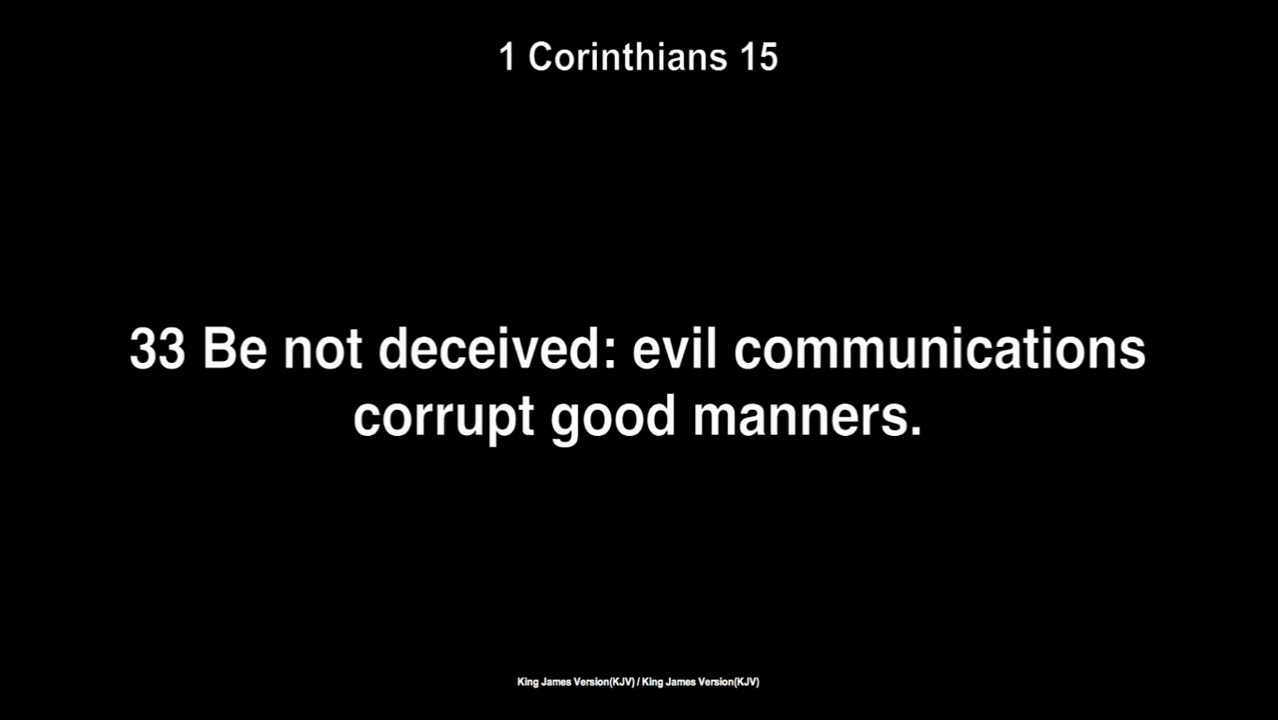 1 Corinthians 15
33 Be not deceived: evil communications
corrupt good manners.
King James Version(KJV) / King James Version(KJV)